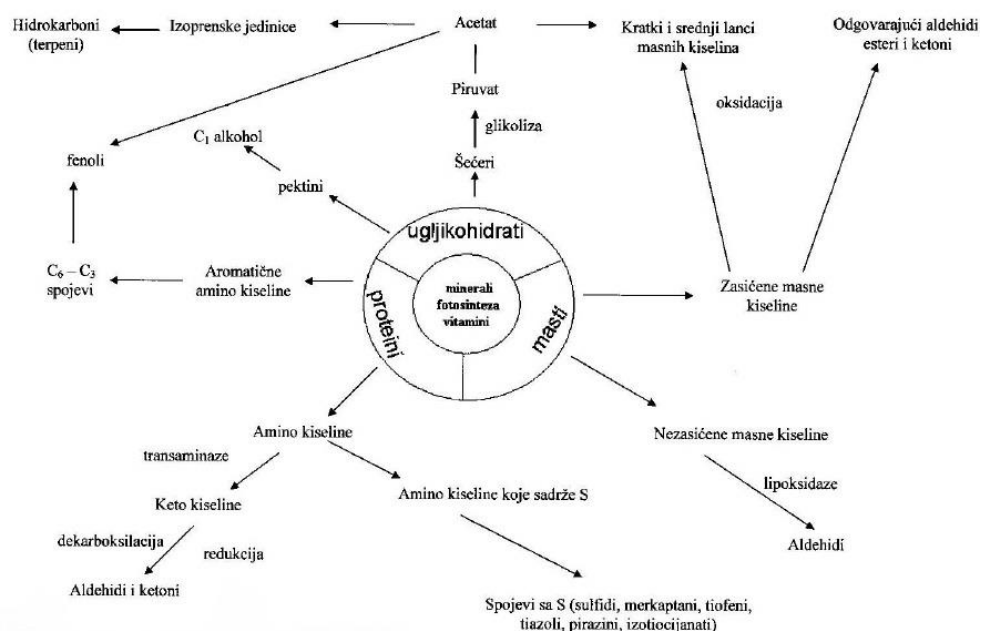 Hidrokarboni
(terpeni)
Izoprenske jedinice
Acetat
Kratki i srednji lanci
masnih kiselina
Odgovarajući aldehidi
esteri i ketoni
Piruvat
oksidacija
glikoliza
C₁ alkohol
fenoli
Šećeri
pektini
ugljikohidrati
C₆ – C₃
spojevi
Aromatične
amino kiseline
proteini
minerali
fotosinteza
vitamini
masti
Zasićene masne
kiseline
Amino kiseline
Nezasićene masne kiseline
transaminaze
lipoksidaze
Keto kiseline
Amino kiseline koje sadrže S
dekarboksilacija
redukcija
Aldehidi
Aldehidi i ketoni
Spojevi sa S (sulfidi, merkaptani, tiofeni,
tiazoli, pirazini, izotiocijanati)